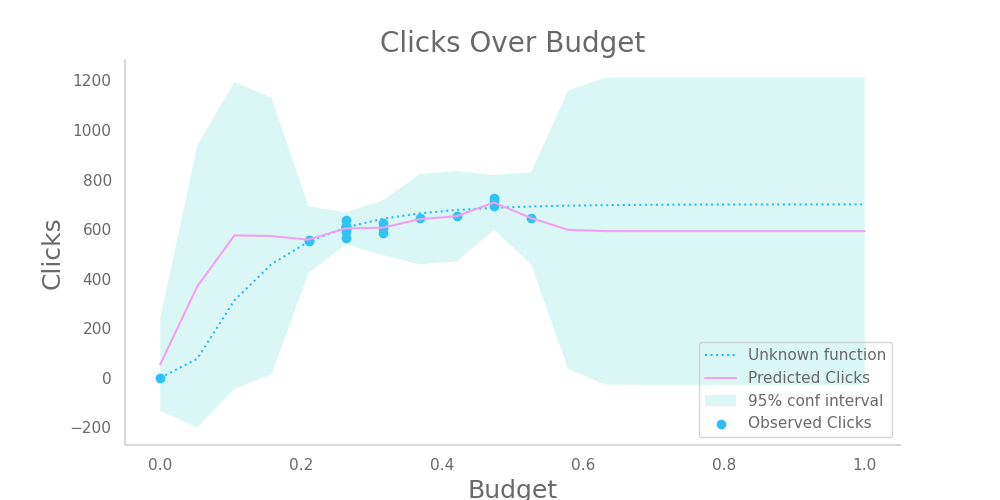 Clicks Over Budget
Clicks
1200
1000
800
600
400
200
0
−200
0.0 0.2 0.4 0.6 0.8 1.0
Budget
Unknown function
Predicted Clicks
95% conf interval
Observed Clicks